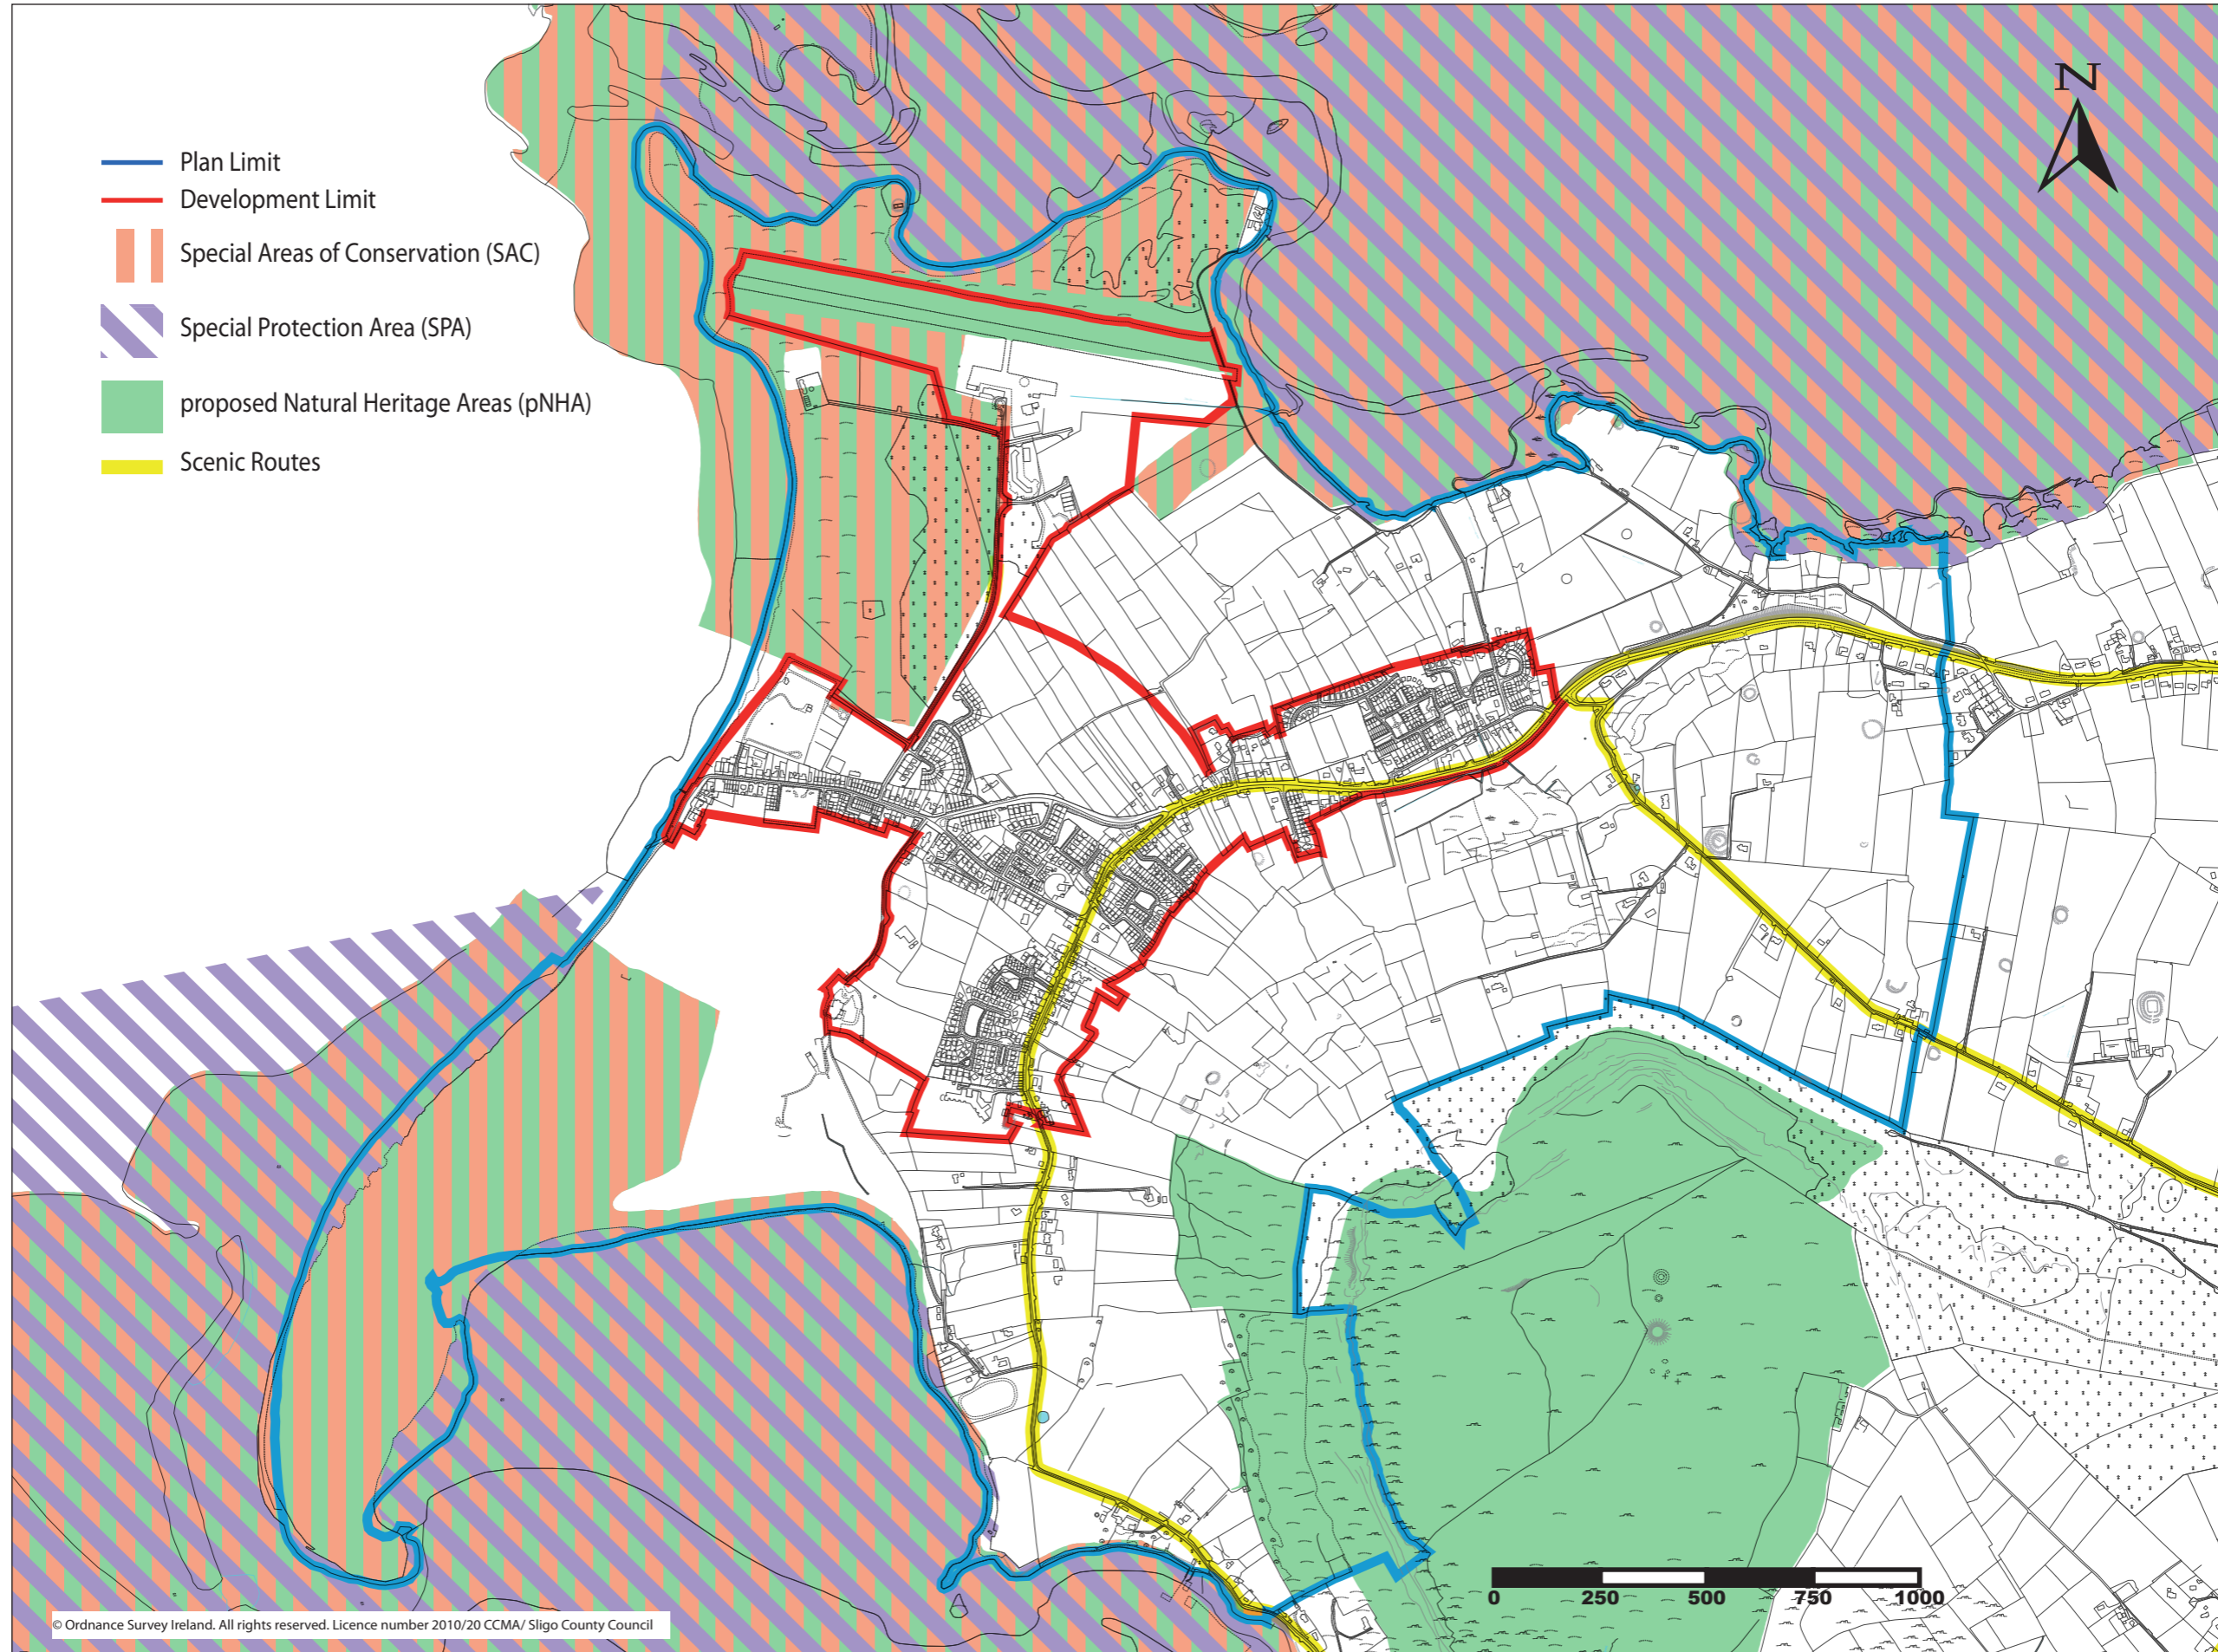 N
Plan Limit
Development Limit
Special Areas of Conservation (SAC)
Special Protection Area (SPA)
proposed Natural Heritage Areas (pNHA)
Scenic Routes
0 250 500 750 1000
© Ordnance Survey Ireland. All rights reserved. Licence number 2010/20 CCMA/ Sligo County Council